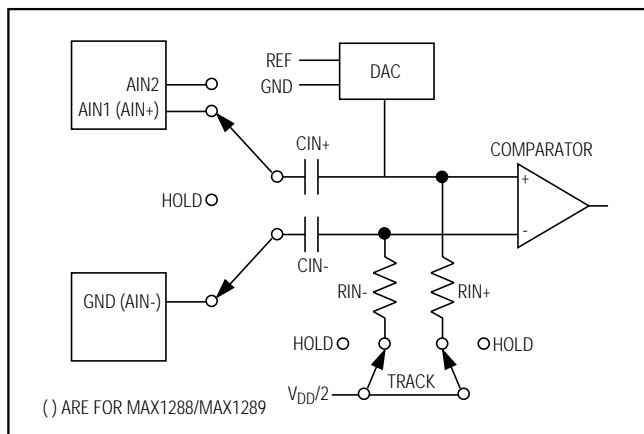 REF
GND
DAC
AIN2
AIN1 (AIN+)
CIN+
COMPARATOR
+
HOLD
-
CIN-
GND (AIN-)
RIN-
RIN+
HOLD
HOLD
TRACK
VDD/2
( ) ARE FOR MAX1288/MAX1289